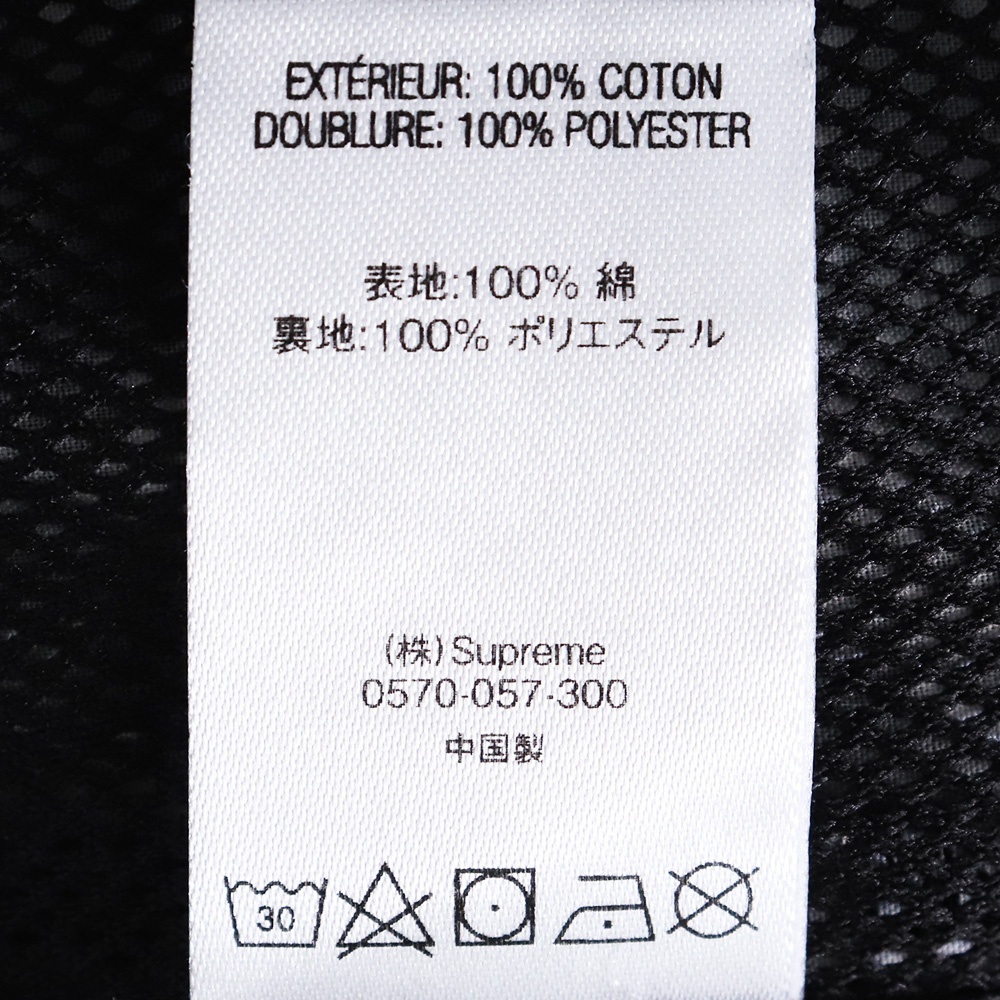 EXTÉRIEUR: 100% COTON
DOUBLURE: 100% POLYESTER
表地:100% 綿
裏地:100% ポリエステル
(株)Supreme
0570-057-300
中国製
30